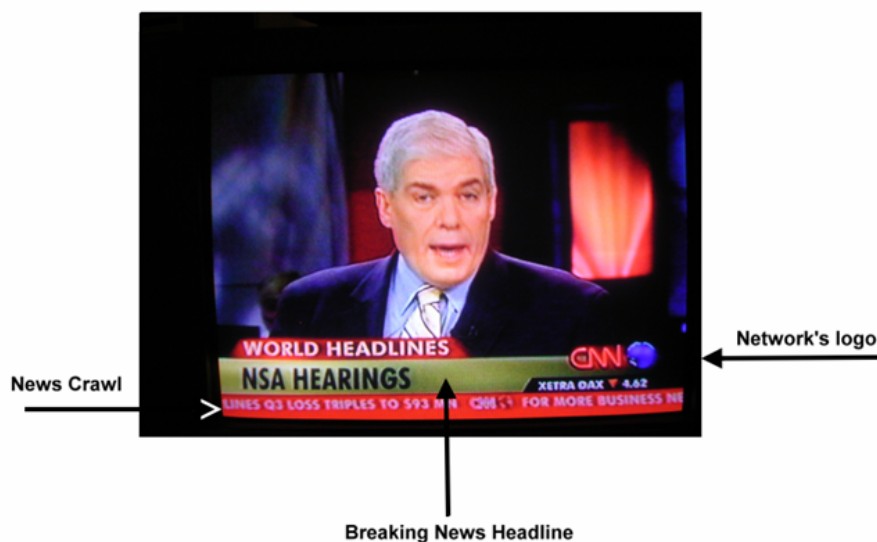 Network's logo
WORLD HEADLINES
CNN
NSA HEARINGS
XETRA DAX ▼ 4.62
News Crawl
LINES Q3 LOSS TRIPLES TO $93 MN CNN FOR MORE BUSINESS NE
Breaking News Headline